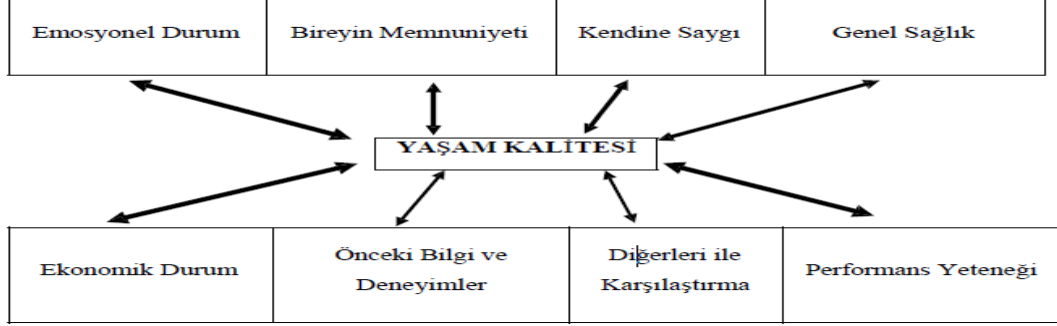 Emosyonel Durum
Bireyin Memnuniyeti
Kendine Saygı
Genel Sağlık
YAŞAM KALİTESİ
Ekonomik Durum
Önceki Bilgi ve
Deneyimler
Diğerleri ile
Karşılaştırma
Performans Yeteneği